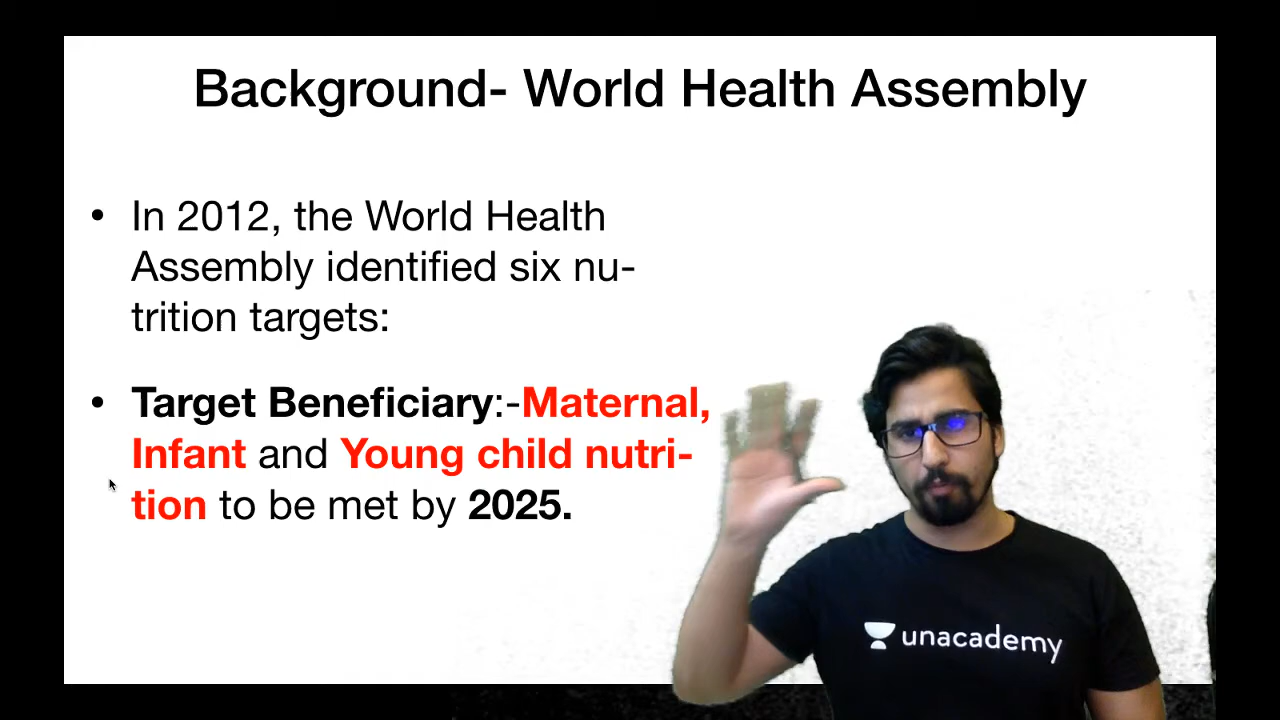 Background- World Health Assembly
• In 2012, the World Health
Assembly identified six nu-
trition targets:
• Target Beneficiary:-Maternal,
Infant and Young child nutri-
tion to be met by 2025.
unacademy